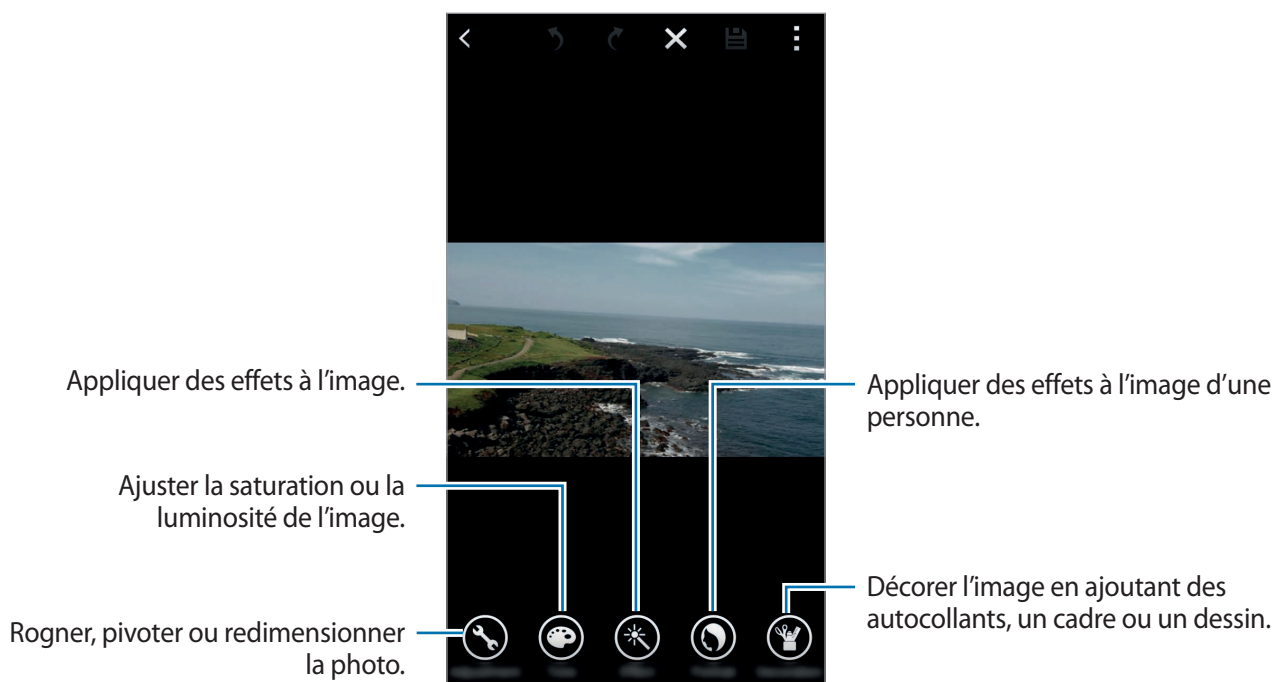 Appliquer des effets à l'image.
Ajuster la saturation ou la
luminosité de l'image.
Rogner, pivoter ou redimensionner
la photo.
Appliquer des effets à l'image d'une
personne.
Décorer l'image en ajoutant des
autocollants, un cadre ou un dessin.